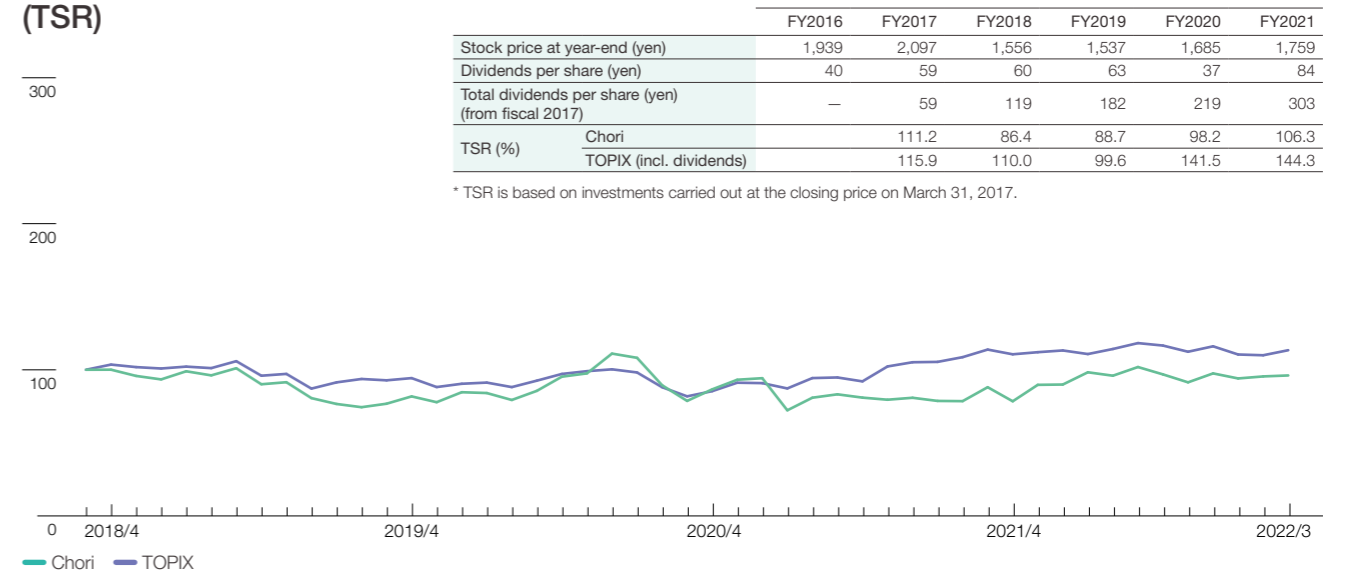 (TSR)
FY2016 FY2017 FY2018 FY2019 FY2020 FY2021
Stock price at year-end (yen) 1,939 2,097 1,556 1,537 1,685 1,759
Dividends per share (yen) 40 59 60 63 37 84
Total dividends per share (yen)
(from fiscal 2017) — 59 119 182 219 303
TSR (%) Chori 111.2 86.4 88.7 98.2 106.3
TOPIX (incl. dividends) 115.9 110.0 99.6 141.5 144.3
* TSR is based on investments carried out at the closing price on March 31, 2017.
300
200
100
0 2018/4 2019/4 2020/4 2021/4 2022/3
Chori TOPIX